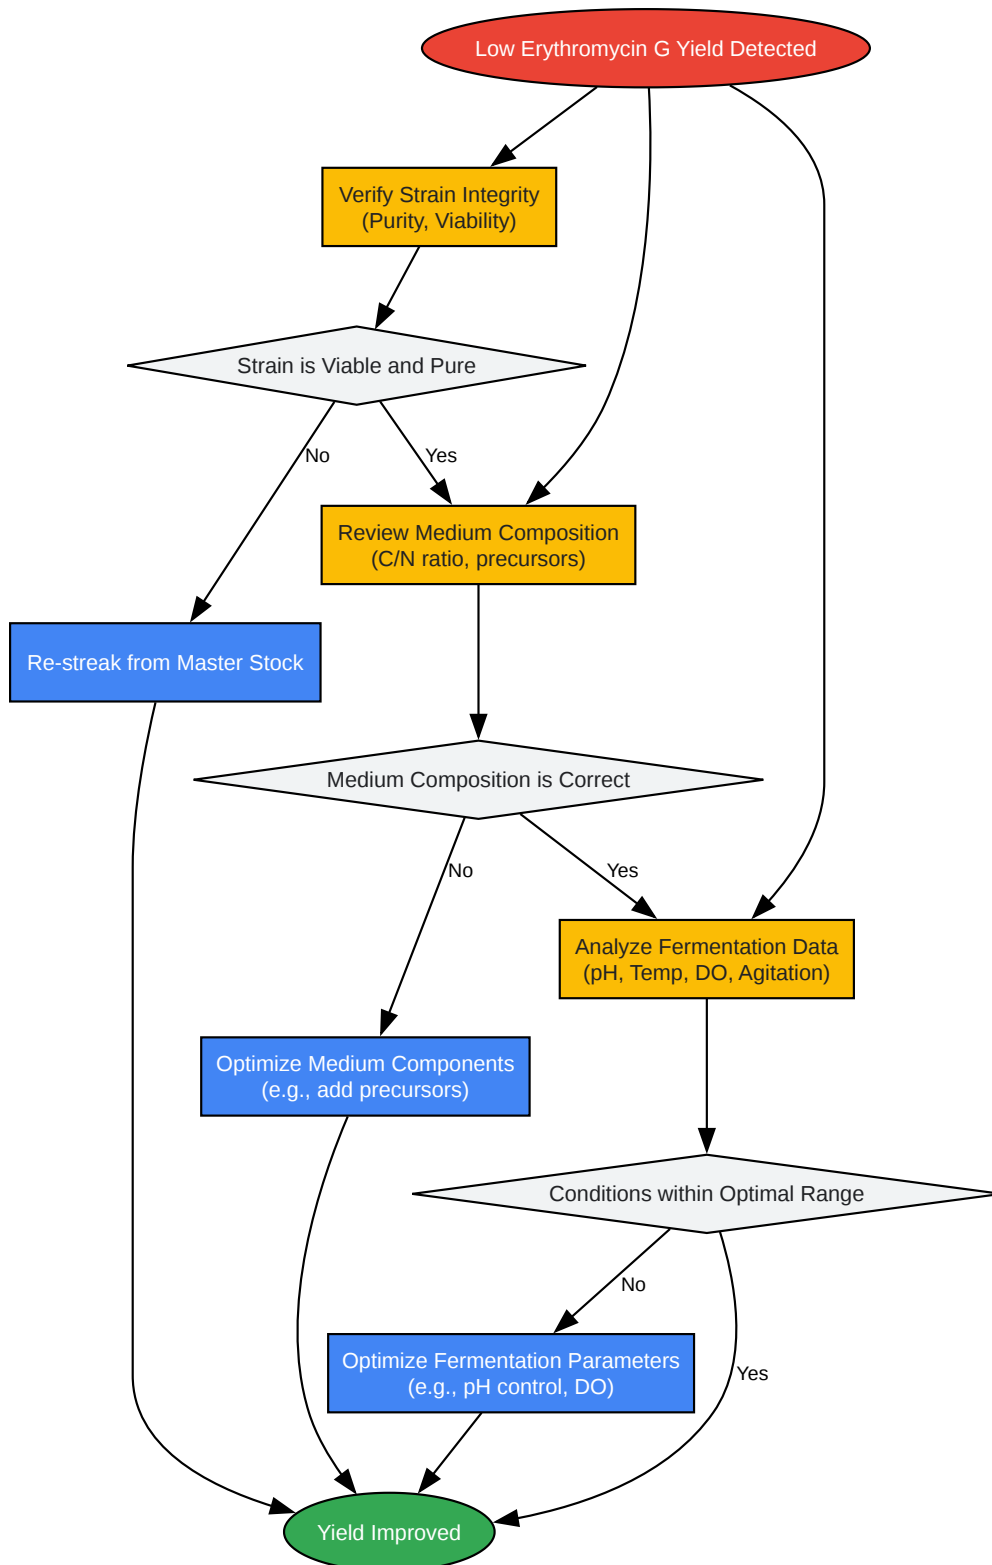 Low Erythromycin G Yield Detected
Verify Strain Integrity
(Purity, Viability)
Strain is Viable and Pure
No
Yes
Review Medium Composition
(C/N ratio, precursors)
Re-streak from Master Stock
Medium Composition is Correct
No
Yes
Analyze Fermentation Data
(pH, Temp, DO, Agitation)
Optimize Medium Components
(e.g., add precursors)
Conditions within Optimal Range
No
Optimize Fermentation Parameters
(e.g., pH control, DO)
Yes
Yield Improved